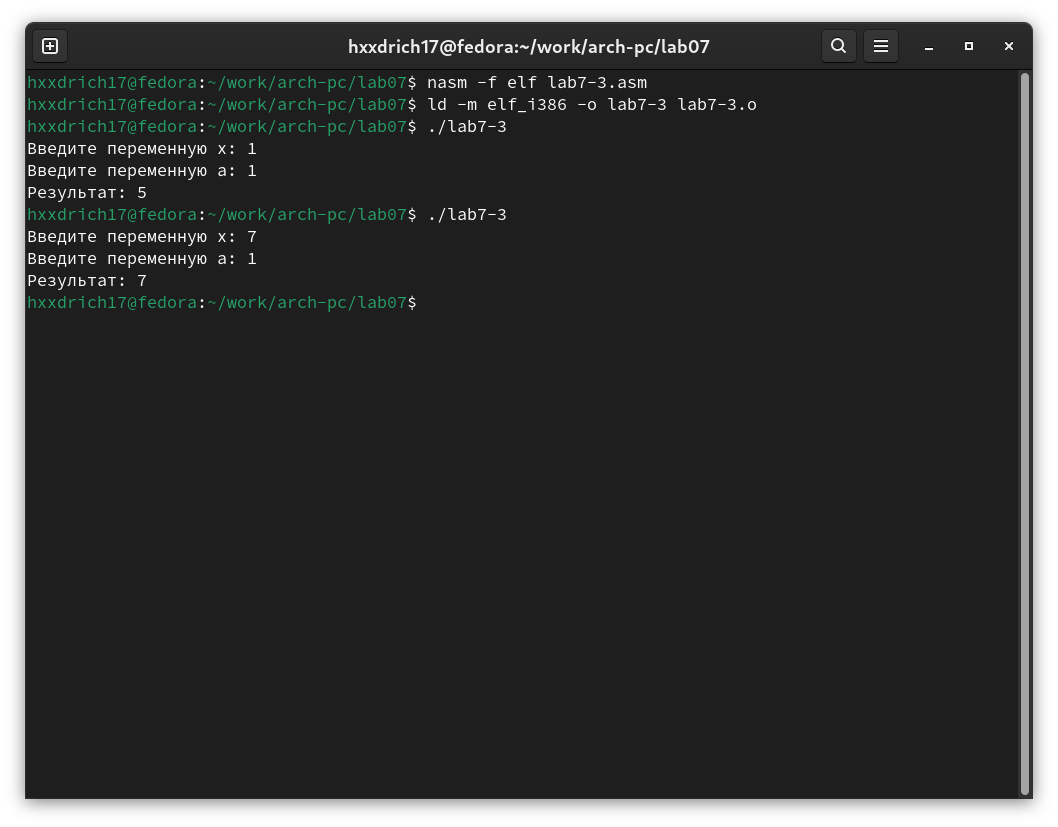 hxxdrich17@fedora:~/work/arch-pc/lab07
hxxdrich17@fedora:~/work/arch-pc/lab07$ nasm -f elf lab7-3.asm
hxxdrich17@fedora:~/work/arch-pc/lab07$ ld -m elf_i386 -o lab7-3 lab7-3.o
hxxdrich17@fedora:~/work/arch-pc/lab07$ ./lab7-3
Введите переменную x: 1
Введите переменную a: 1
Результат: 5
hxxdrich17@fedora:~/work/arch-pc/lab07$ ./lab7-3
Введите переменную x: 7
Введите переменную a: 1
Результат: 7
hxxdrich17@fedora:~/work/arch-pc/lab07$